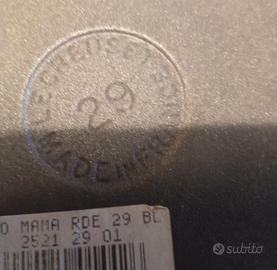 LE CREUSET
29
MADE IN FRANCE
O MAMA RDE 29 BL
2521 29 01
subito